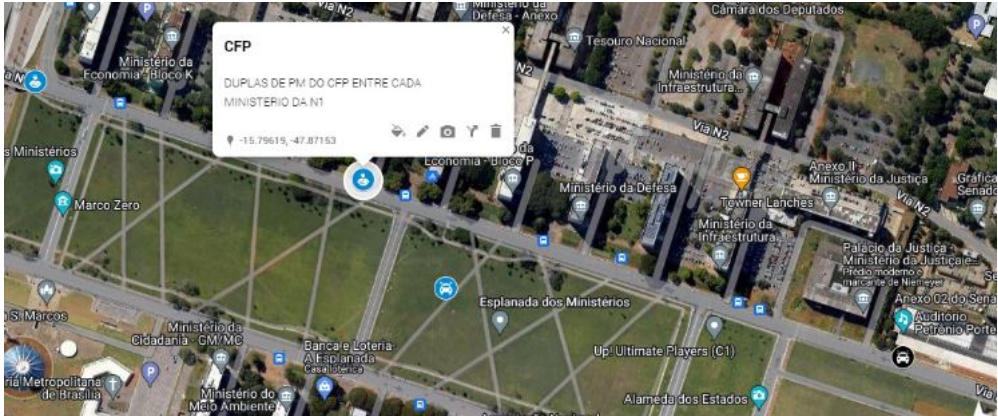 Via N2
Câmara dos Deputados
Ministério da
Defesa - Anexo
Tesouro Nacional
CFP
DUPLAS DE PM DO CFP ENTRE CADA
MINISTERIO DA N1
-15.79619, -47.87153
Ministério da
Economia - Bloco K
N2
Ministério da
Infraestrutura...
Via N2
s Ministérios
Marco Zero
o da
Economia - Bloco P
Ministério da Defesa
Anexo II -
Ministério da Justiça
Gráfica
Senado
Towner Lanches
Via N2
Ministério da
Infraestrutura
Palácio da Justiça -
Ministério da Justiça e...
Prédio moderno e
marcante de Niemeyer
Se
Anexo 02 do Sena
Auditório
Petrônio Porte
Esplanada dos Ministérios
Up! Ultimate Players (C1)
a S. Marcos
Ministério da
Cidadania - GM/MC
Banca e Loteria
A Esplanada
Casa lotérica
ria Metropolitana
de Brasília
Ministério do
Meio Ambiente
Alameda dos Estados
Via